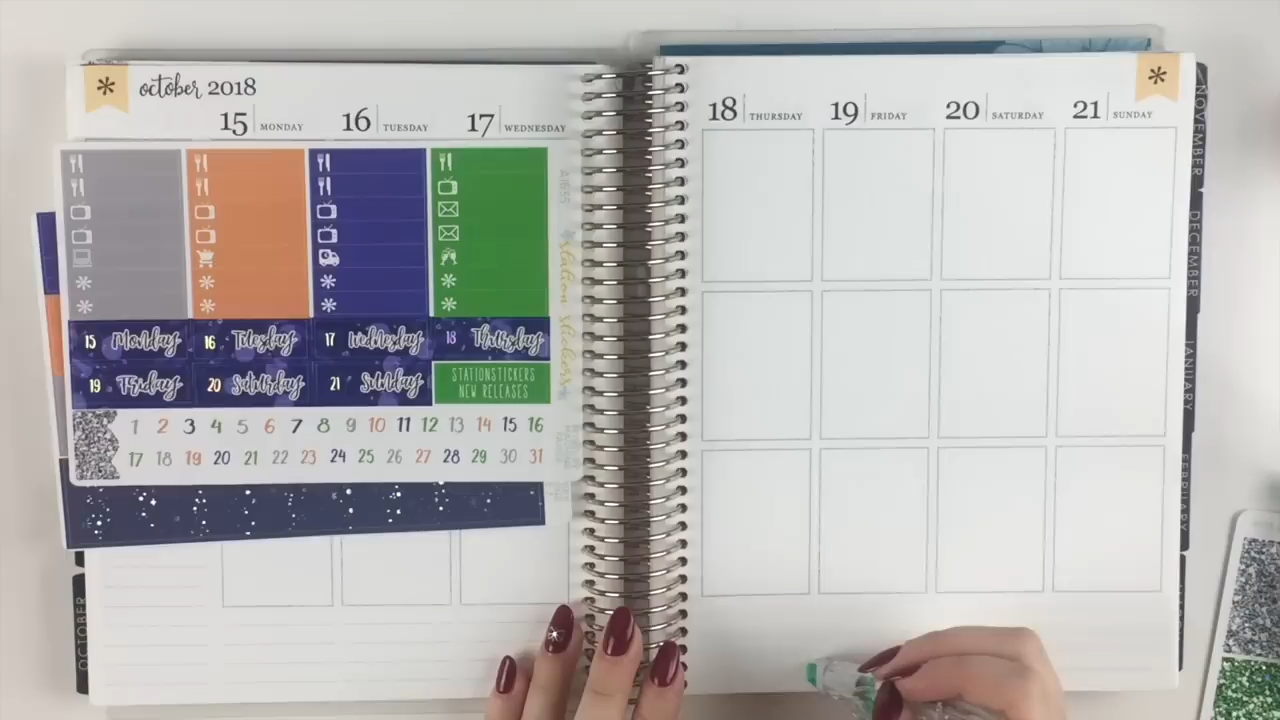 * october 2018 *
15 MONDAY 16 TUESDAY 17 WEDNESDAY
18 THURSDAY 19 FRIDAY 20 SATURDAY 21 SUNDAY
15 Monday 16 Tuesday 17 Wednesday 18 Thursday
19 Friday 20 Saturday 21 Sunday
STATIONSTICKERS
NEW RELEASES
1 2 3 4 5 6 7 8 9 10 11 12 13 14 15 16
17 18 19 20 21 22 23 24 25 26 27 28 29 30 31
station stickers
OCTOBER
NOVEMBER
DECEMBER
JANUARY
FEBRUARY